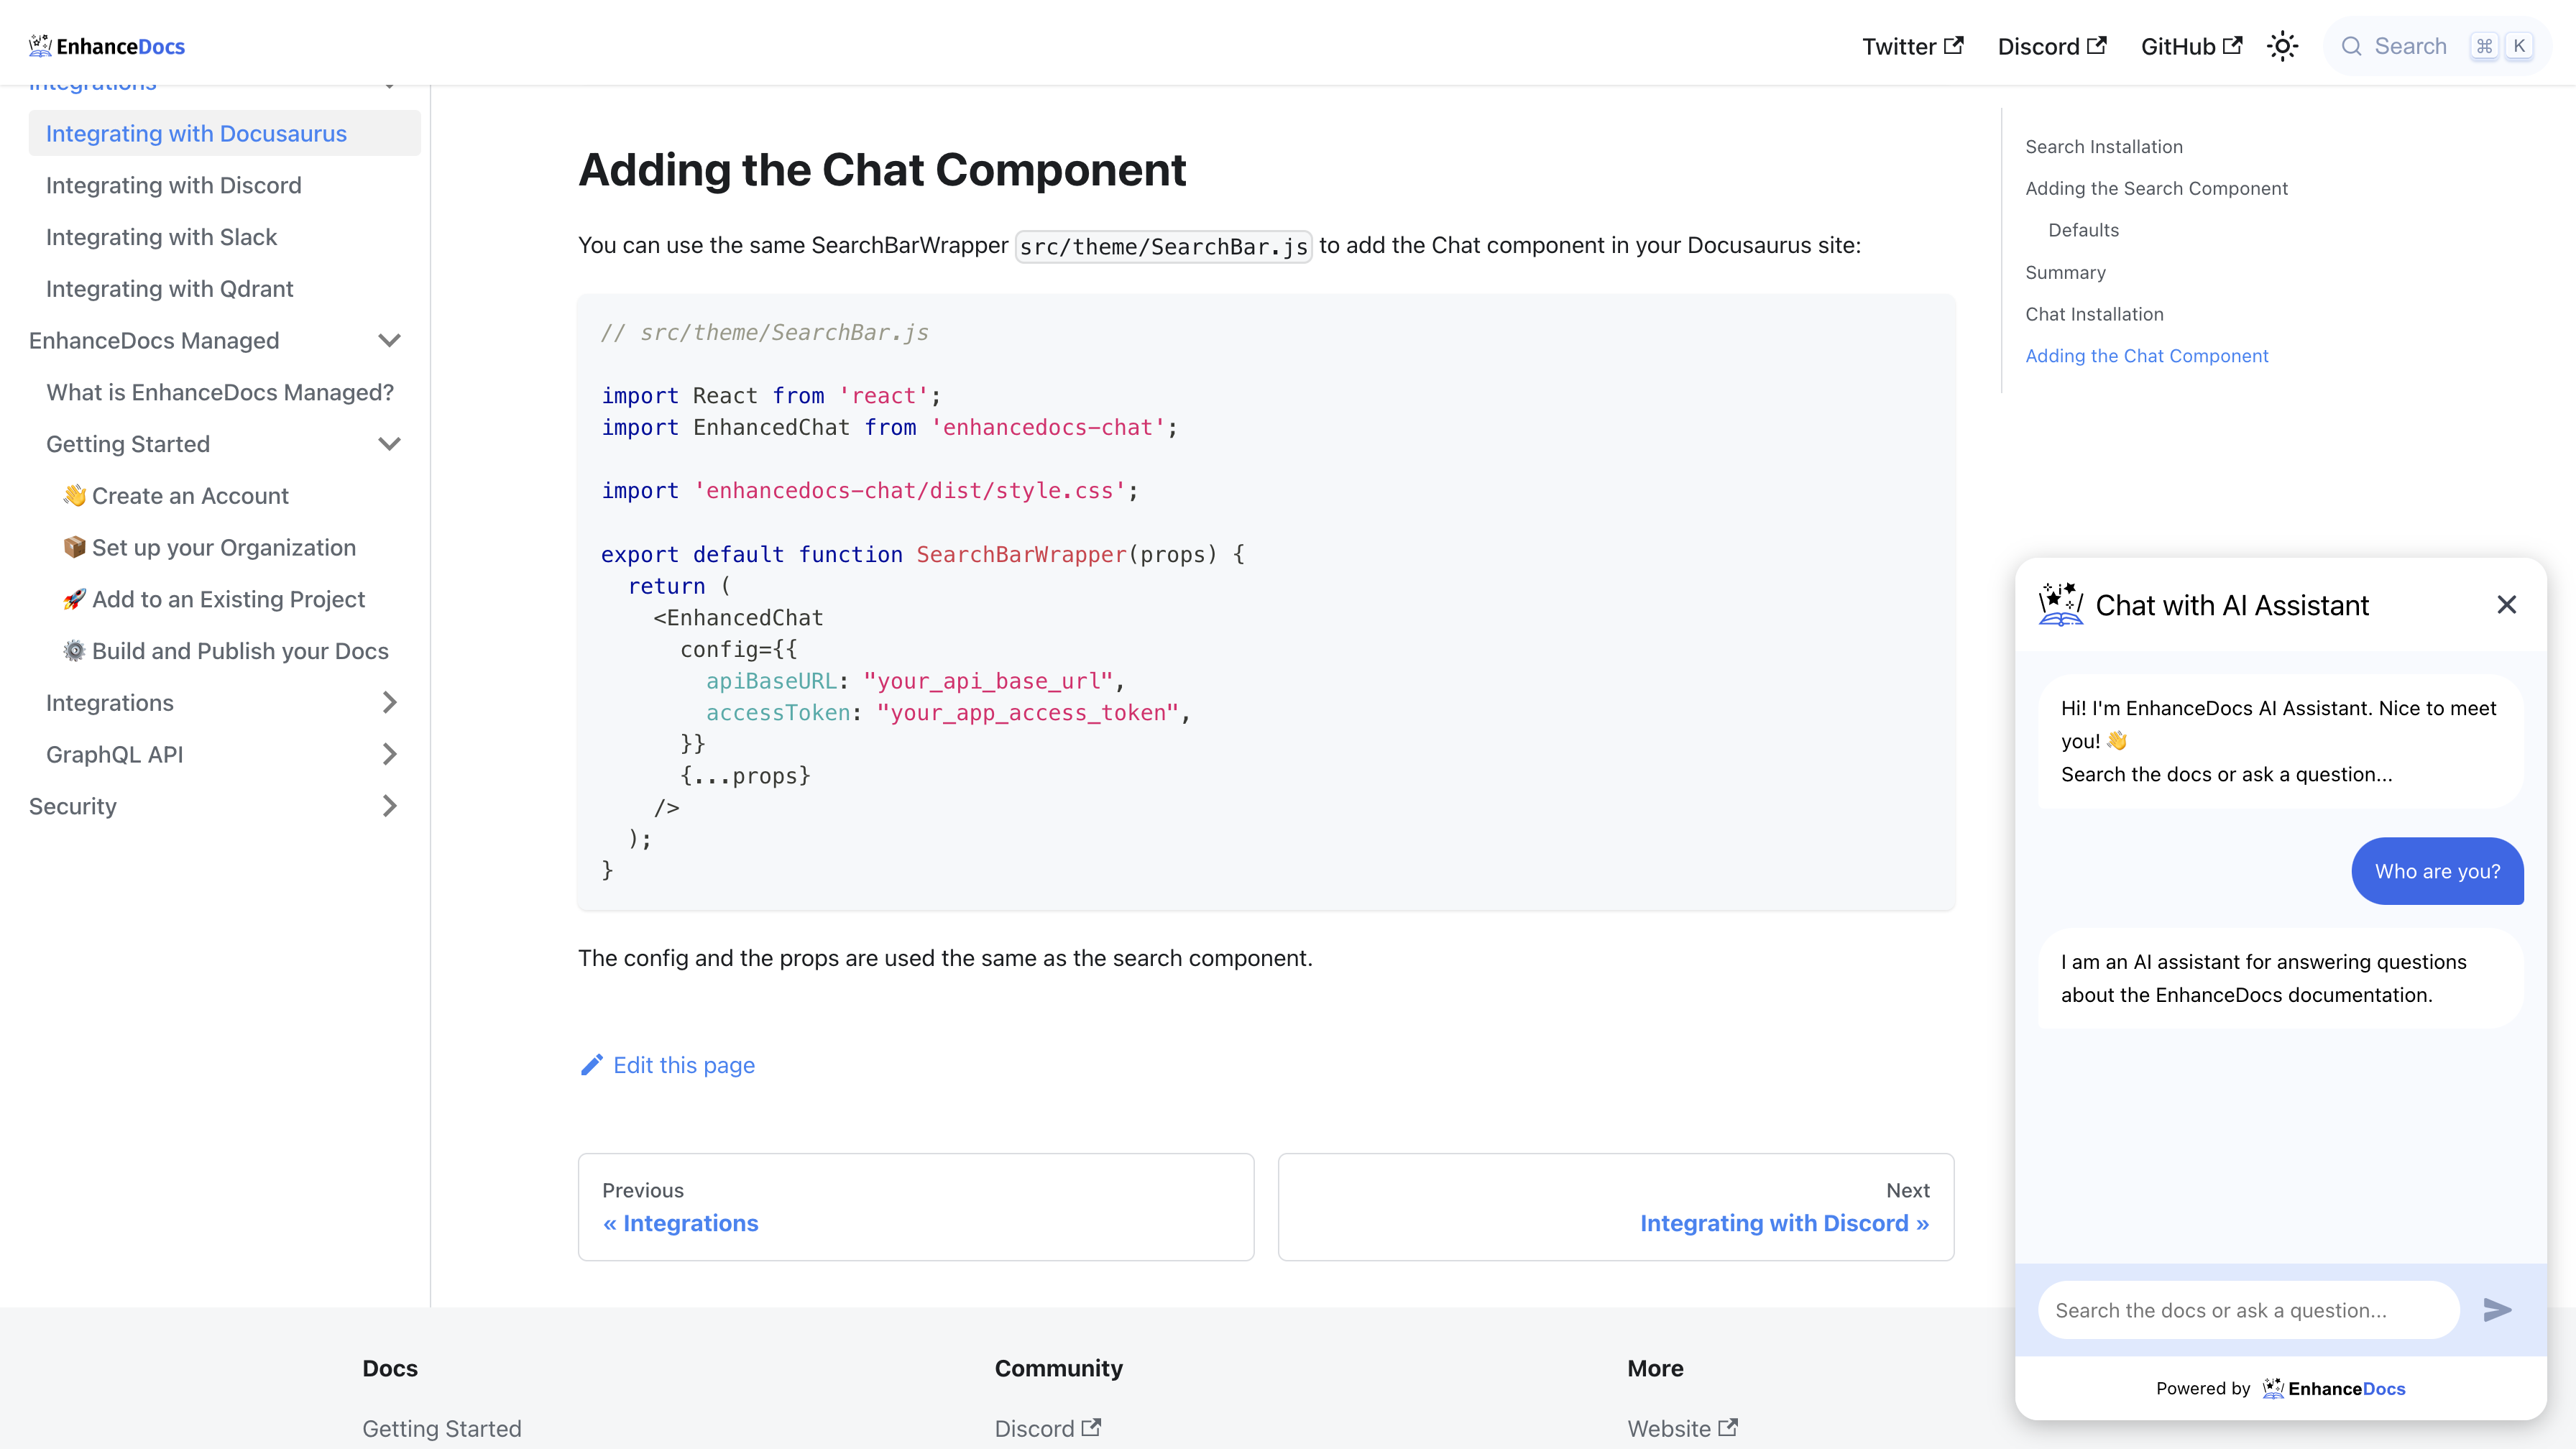 EnhanceDocs
Twitter
Discord
GitHub
Search
⌘ K
Integrations
Integrating with Docusaurus
Integrating with Discord
Integrating with Slack
Integrating with Qdrant
EnhanceDocs Managed
What is EnhanceDocs Managed?
Getting Started
👋 Create an Account
📦 Set up your Organization
🚀 Add to an Existing Project
⚙️ Build and Publish your Docs
Integrations
GraphQL API
Security
Adding the Chat Component
You can use the same SearchBarWrapper src/theme/SearchBar.js to add the Chat component in your Docusaurus site:
// src/theme/SearchBar.js
import React from 'react';
import EnhancedChat from 'enhancedocs-chat';
import 'enhancedocs-chat/dist/style.css';
export default function SearchBarWrapper(props) {
  return (
    <EnhancedChat
      config={{
        apiBaseURL: "your_api_base_url",
        accessToken: "your_app_access_token",
      }}
      {...props}
    />
  );
}
The config and the props are used the same as the search component.
Edit this page
Previous
« Integrations
Next
Integrating with Discord »
Search Installation
Adding the Search Component
Defaults
Summary
Chat Installation
Adding the Chat Component
Chat with AI Assistant
Hi! I'm EnhanceDocs AI Assistant. Nice to meet
you! 👋
Search the docs or ask a question...
Who are you?
I am an AI assistant for answering questions
about the EnhanceDocs documentation.
Search the docs or ask a question...
Powered by EnhanceDocs
Docs
Getting Started
Community
Discord
More
Website